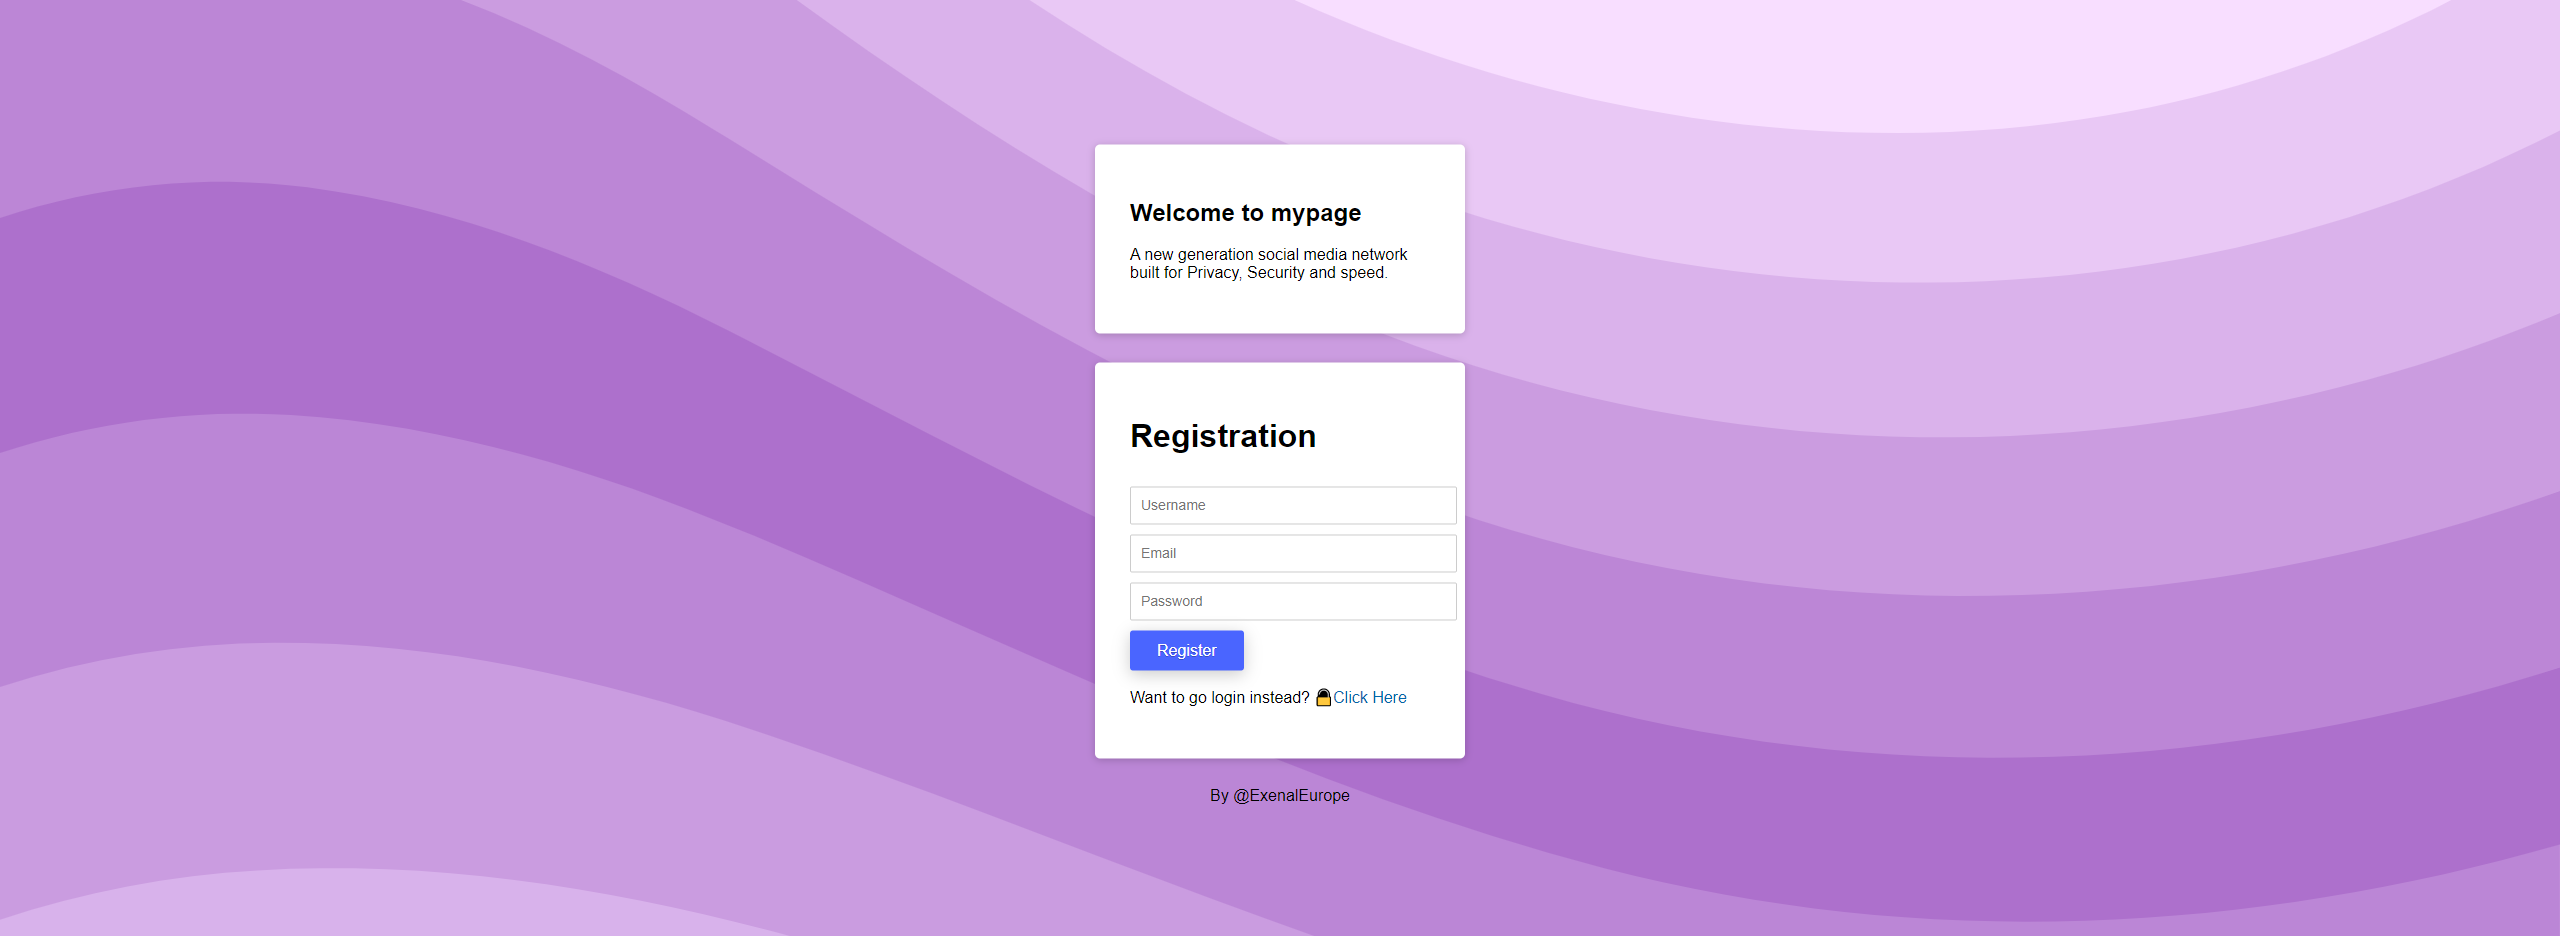 Welcome to mypage
A new generation social media network
built for Privacy, Security and speed.
Registration
Username
Email
Password
Register
Want to go login instead? 🔒Click Here
By @ExenalEurope